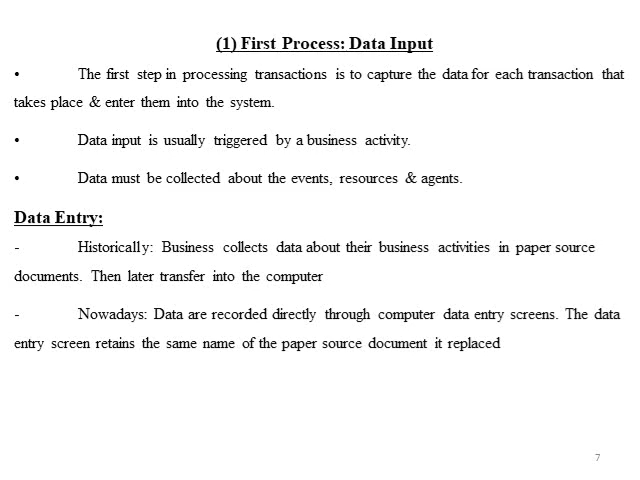 (1) First Process: Data Input
• The first step in processing transactions is to capture the data for each transaction that
takes place & enter them into the system.
• Data input is usually triggered by a business activity.
• Data must be collected about the events, resources & agents.
Data Entry:
- Historically: Business collects data about their business activities in paper source
documents. Then later transfer into the computer
- Nowadays: Data are recorded directly through computer data entry screens. The data
entry screen retains the same name of the paper source document it replaced
7